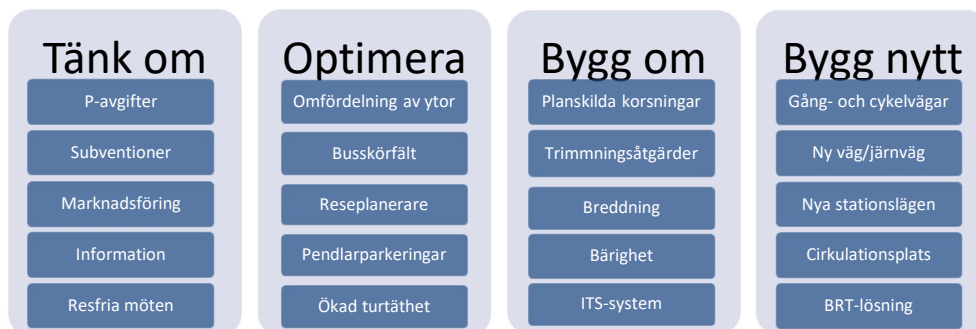 Tänk om
P-avgifter
Subventioner
Marknadsföring
Information
Resfria möten
Optimera
Omfördelning av ytor
Busskörfält
Reseplanerare
Pendlarparkeringar
Ökad turtäthet
Bygg om
Planskilda korsningar
Trimmningsåtgärder
Breddning
Bärighet
ITS-system
Bygg nytt
Gång- och cykelvägar
Ny väg/järnväg
Nya stationslägen
Cirkulationsplats
BRT-lösning